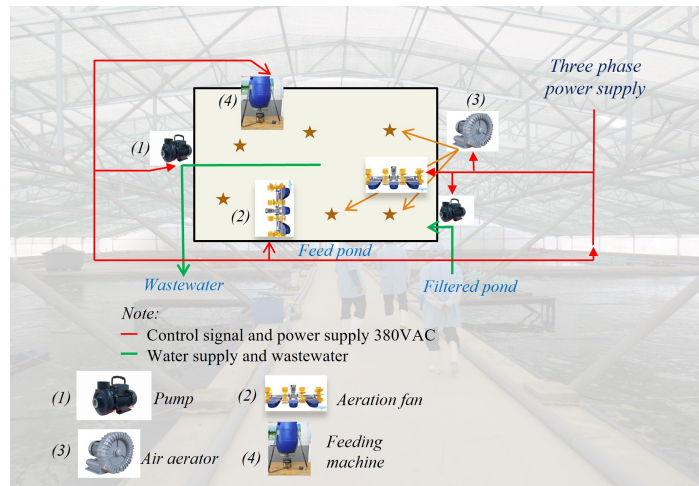 Three phase
power supply
(4)
(3)
(1)
(2)
Feed pond
Wastewater
Filtered pond
Note:
Control signal and power supply 380VAC
Water supply and wastewater
(1) Pump
(2) Aeration fan
(3) Air aerator
(4) Feeding
machine